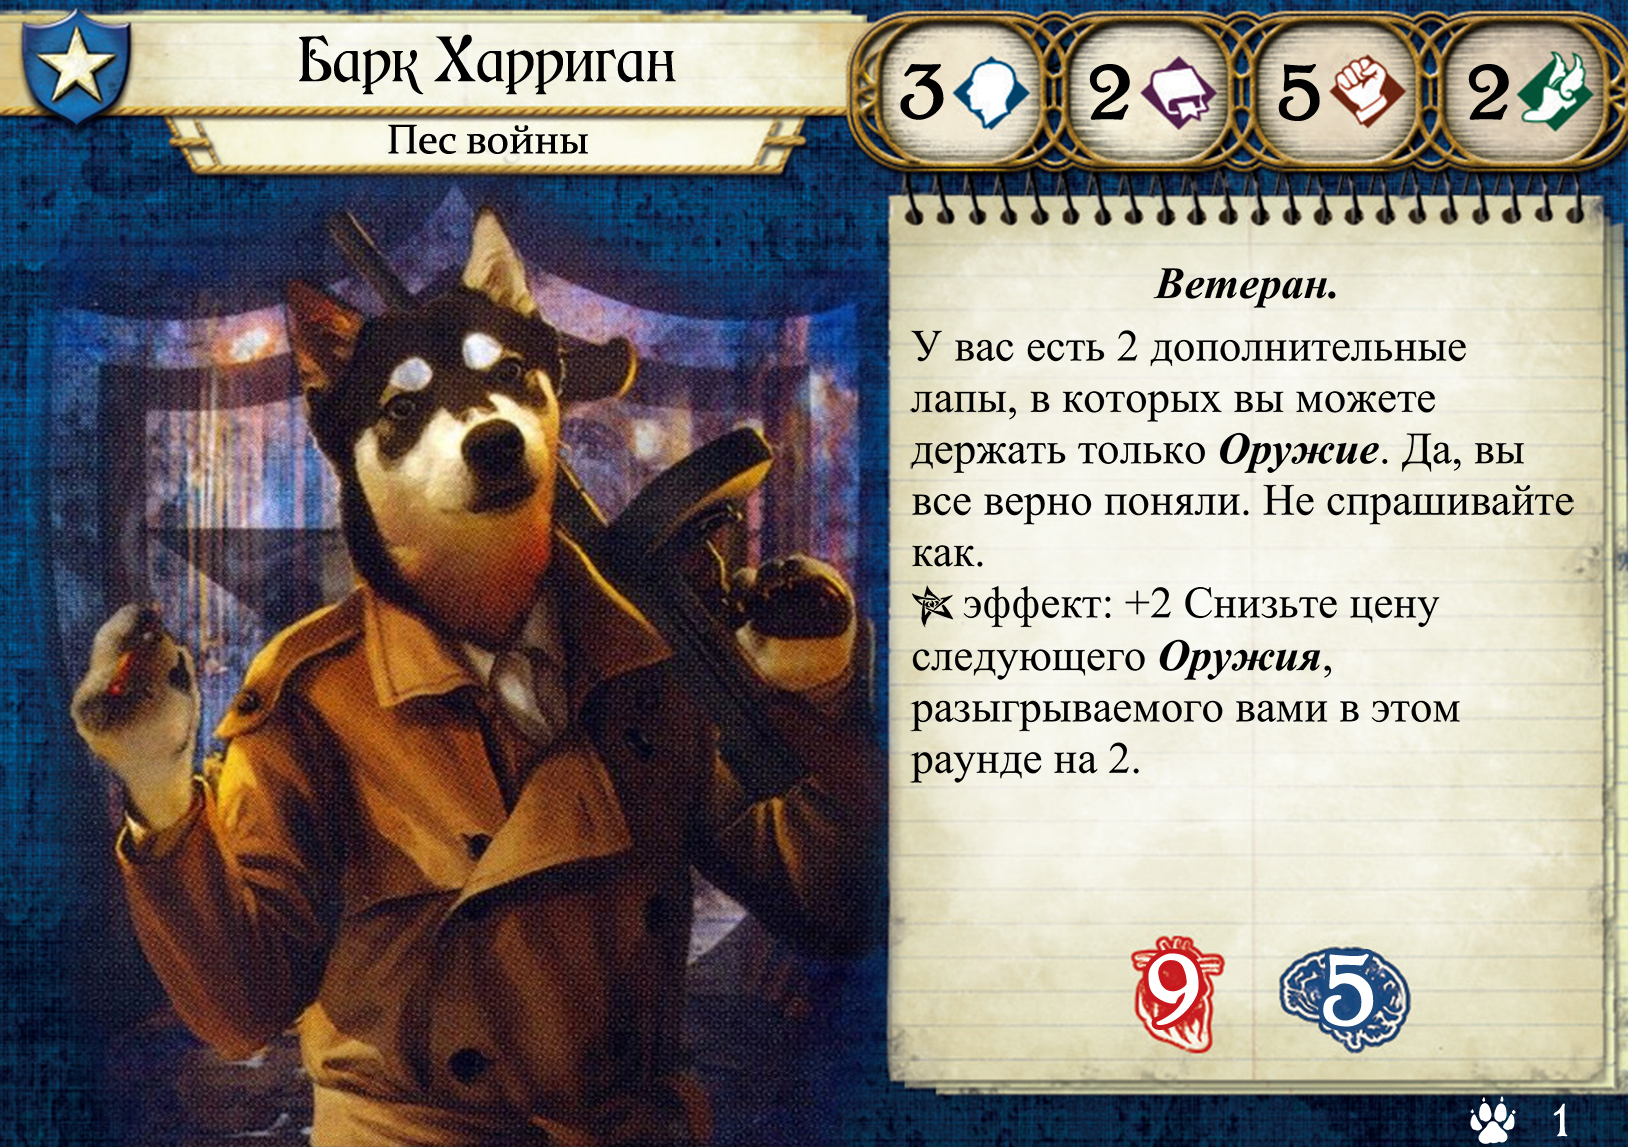 Барк Харриган
Пес войны
3 2 5 2
Ветеран.
У вас есть 2 дополнительные
лапы, в которых вы можете
держать только Оружие. Да, вы
все верно поняли. Не спрашивайте
как.
эффект: +2 Снизьте цену
следующего Оружия,
разыгрываемого вами в этом
раунде на 2.
9 5
1